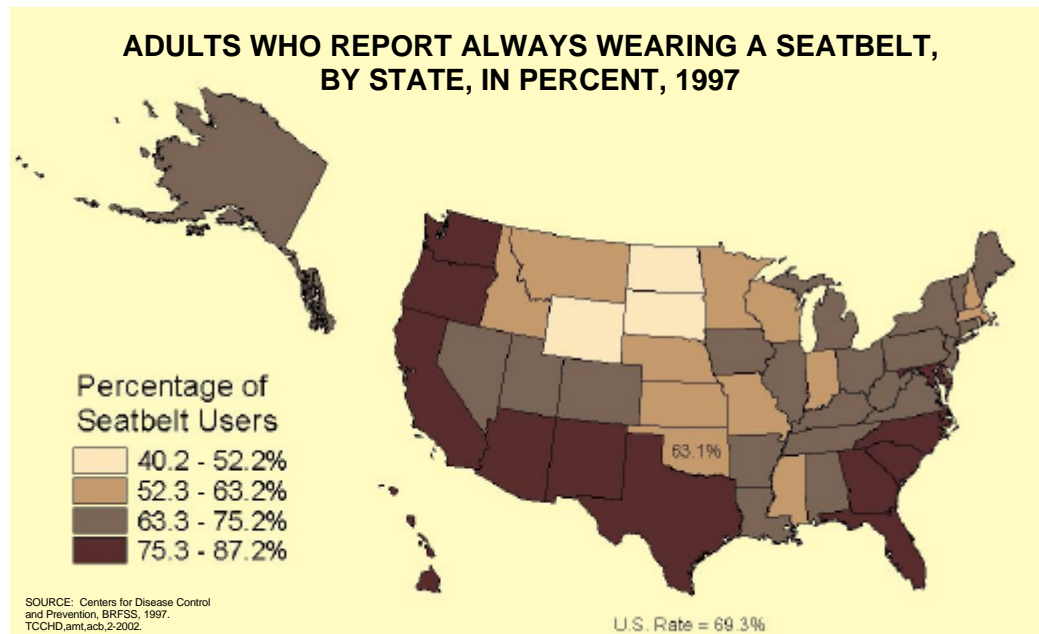 ADULTS WHO REPORT ALWAYS WEARING A SEATBELT,
BY STATE, IN PERCENT, 1997
Percentage of
Seatbelt Users
40.2 - 52.2%
52.3 - 63.2%
63.3 - 75.2%
75.3 - 87.2%
63.1%
SOURCE: Centers for Disease Control
and Prevention, BRFSS, 1997.
TCCHD,amt,acb,2-2002.
U.S. Rate = 69.3%